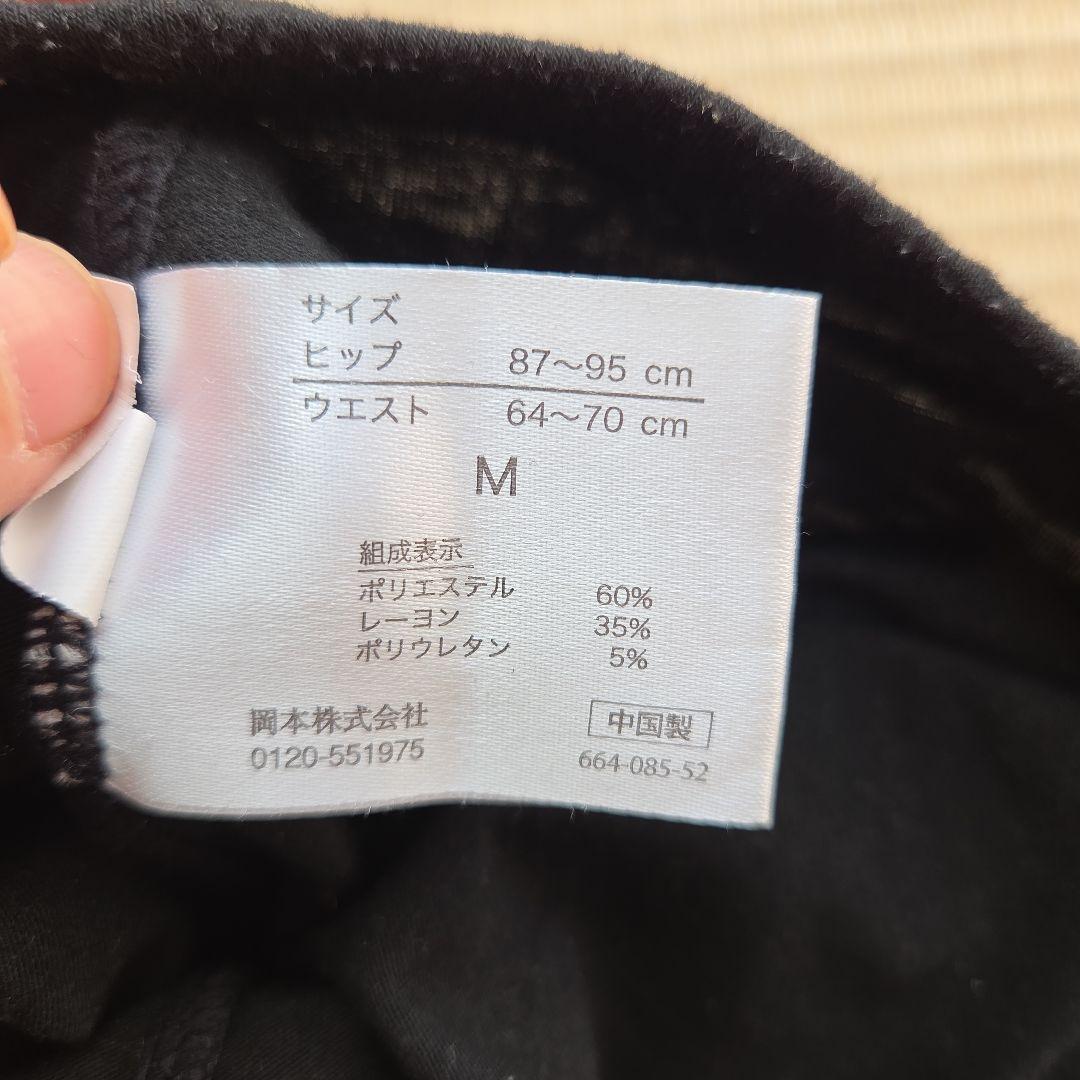 サイズ
ヒップ 87〜95 cm
ウエスト 64〜70 cm
M
組成表示
ポリエステル 60%
レーヨン 35%
ポリウレタン 5%
岡本株式会社 中国製
0120-551975 664-085-52